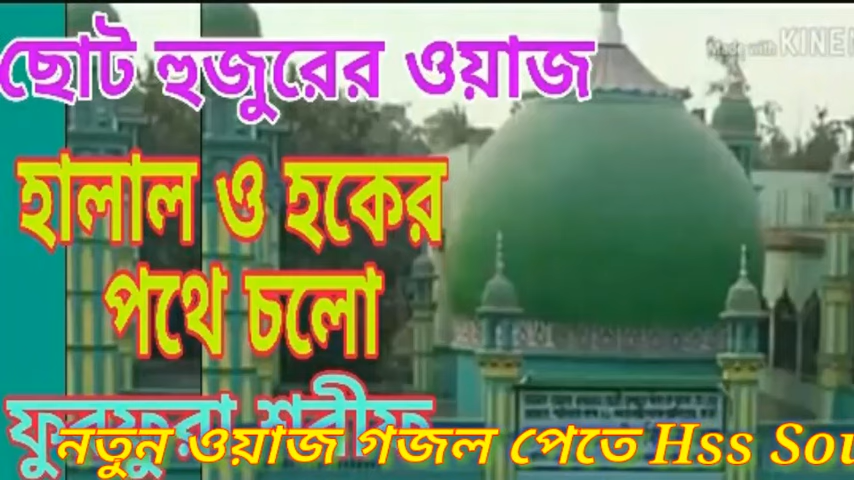 ছোট হুজুরের ওয়াজ
Made with KINE
হালাল ও হকের
পথে চলো
ফুরফুরা শরীফ
নতুন ওয়াজ গজল পেতে Hss Sou